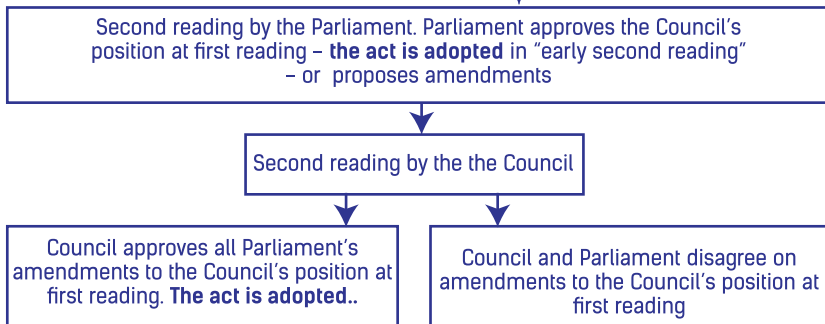 Second reading by the Parliament. Parliament approves the Council’s
position at first reading – the act is adopted in “early second reading”
– or proposes amendments
Second reading by the the Council
Council approves all Parliament’s
amendments to the Council’s position at
first reading. The act is adopted..
Council and Parliament disagree on
amendments to the Council’s position at
first reading